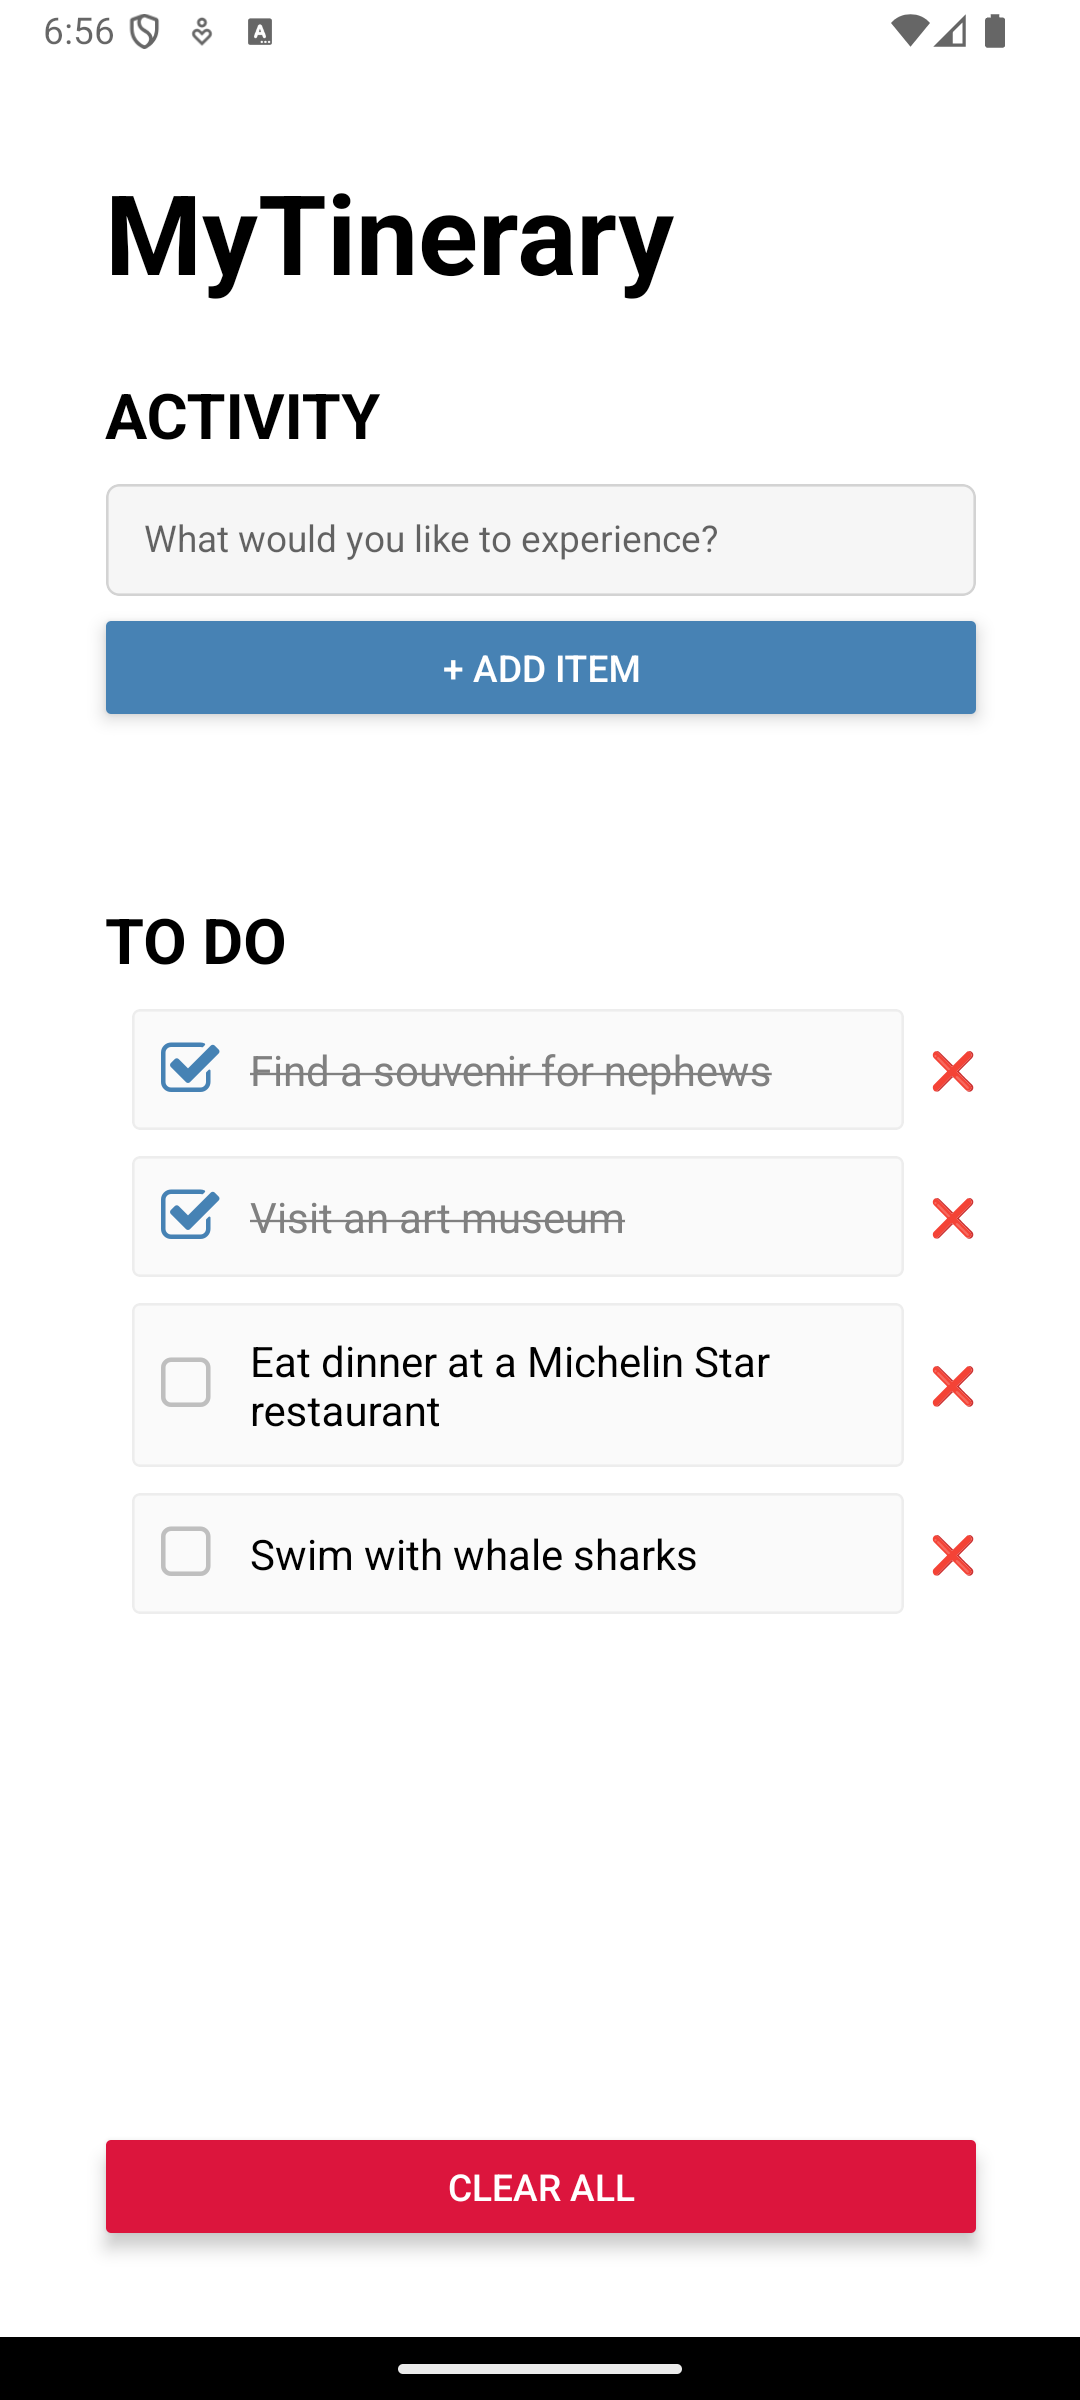 6:56
MyTinerary
ACTIVITY
What would you like to experience?
+ ADD ITEM
TO DO
Find a souvenir for nephews
Visit an art museum
Eat dinner at a Michelin Star
restaurant
Swim with whale sharks
CLEAR ALL